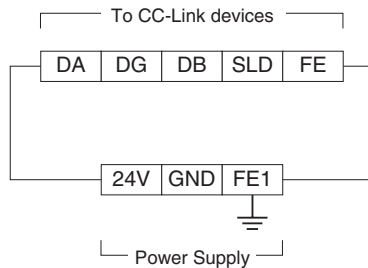 To CC-Link devices
DA DG DB SLD FE
24V GND FE1
Power Supply